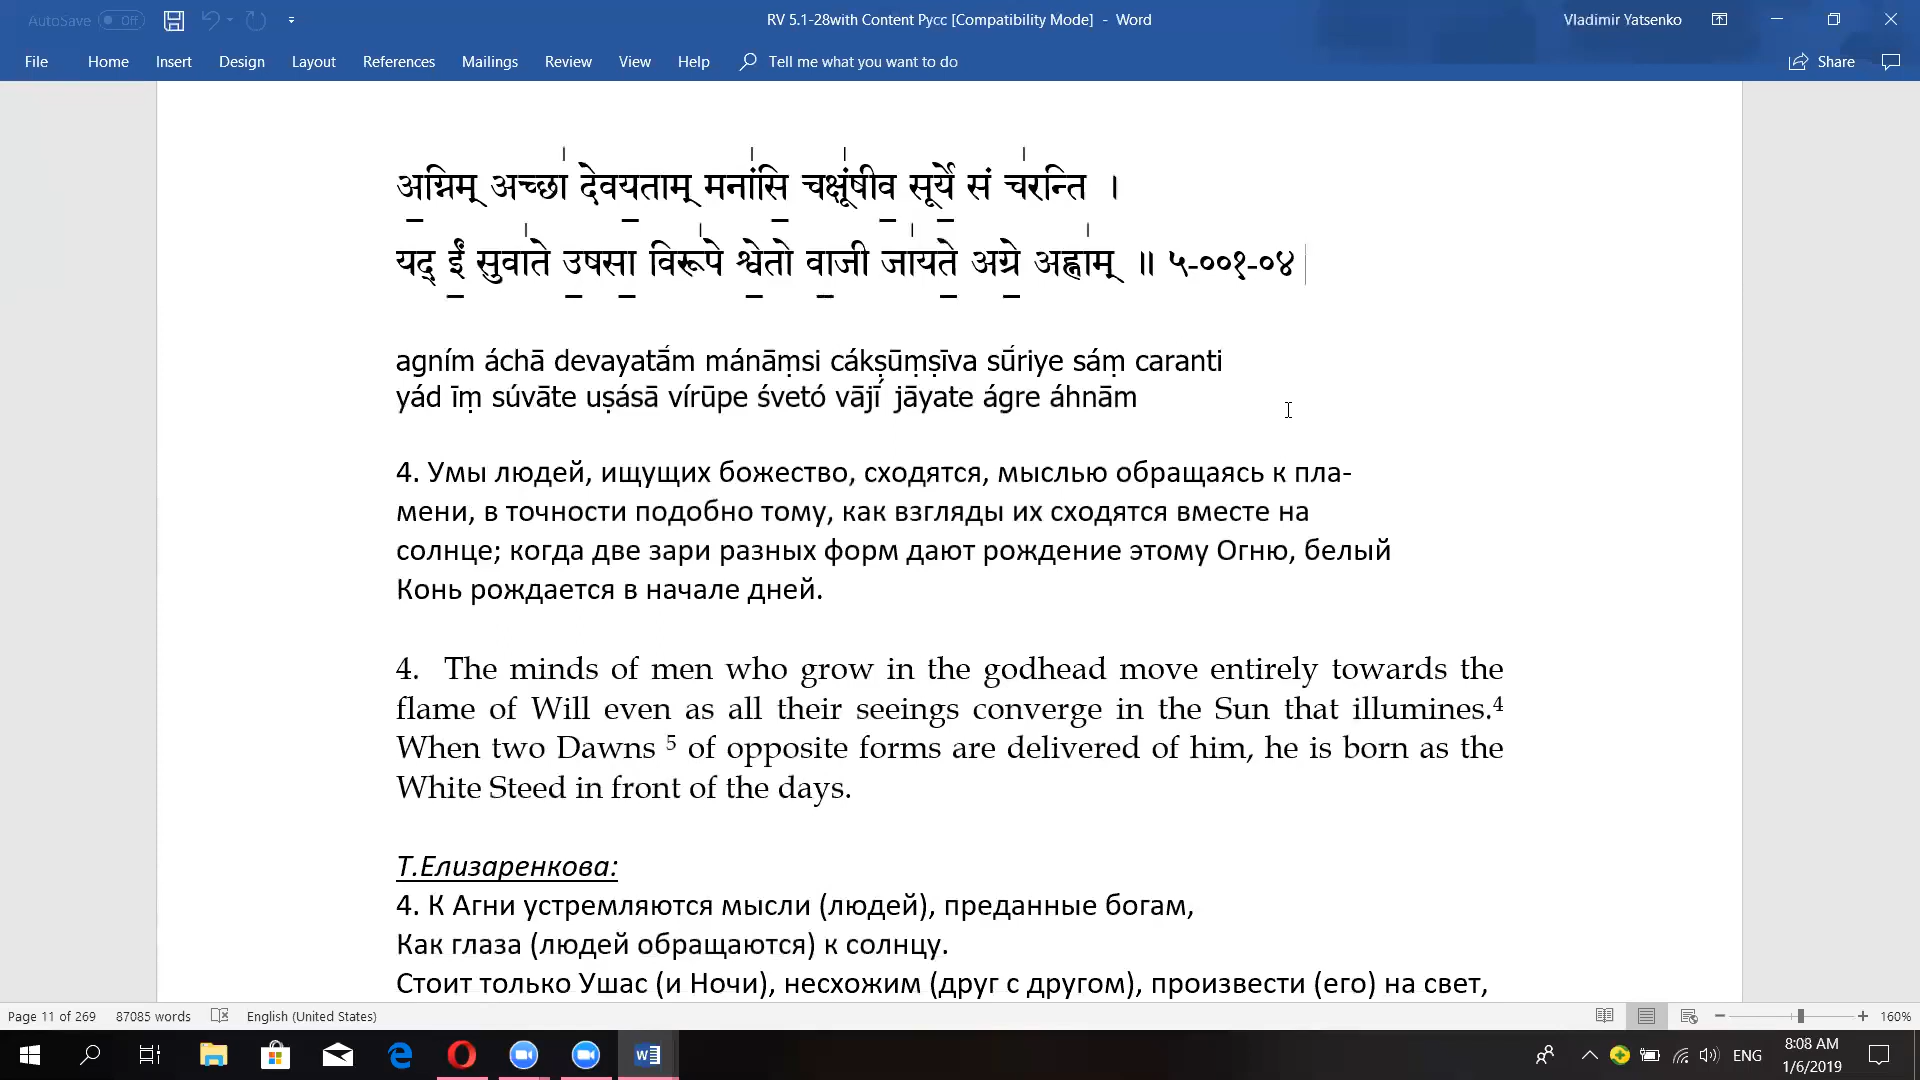 AutoSave Off
RV 5.1-28with Content Русс [Compatibility Mode] - Word
Vladimir Yatsenko
File Home Insert Design Layout References Mailings Review View Help Tell me what you want to do Share
अ॒ग्निम् अच्छा॑ देवय॒ताम् मनां॑सि॒ चक्षूं॑षीव॒ सूर्ये॒ सं च॑रन्ति ।
यद् ईं॒ सुवा॑ते उ॒षसा॒ विरू॑पे श्वे॒तो वा॒जी जा॑यते॒ अग्रे॒ अह्ना॑म् ॥ ५-००१-०४
agním áchā devayatā́m mánāṃsi cákṣūṃṣīva sū́riye sáṃ caranti
yád īṃ súvāte uṣásā vírūpe śvetó vājī́ jāyate ágre áhnām
4. Умы людей, ищущих божество, сходятся, мыслью обращаясь к пла-
мени, в точности подобно тому, как взгляды их сходятся вместе на
солнце; когда две зари разных форм дают рождение этому Огню, белый
Конь рождается в начале дней.
4. The minds of men who grow in the godhead move entirely towards the
flame of Will even as all their seeings converge in the Sun that illumines.4
When two Dawns 5 of opposite forms are delivered of him, he is born as the
White Steed in front of the days.
Т.Елизаренкова:
4. К Агни устремляются мысли (людей), преданные богам,
Как глаза (людей обращаются) к солнцу.
Стоит только Ушас (и Ночи), несхожим (друг с другом), произвести (его) на свет,
Page 11 of 269 87085 words English (United States) 160%
ENG
8:08 AM
1/6/2019